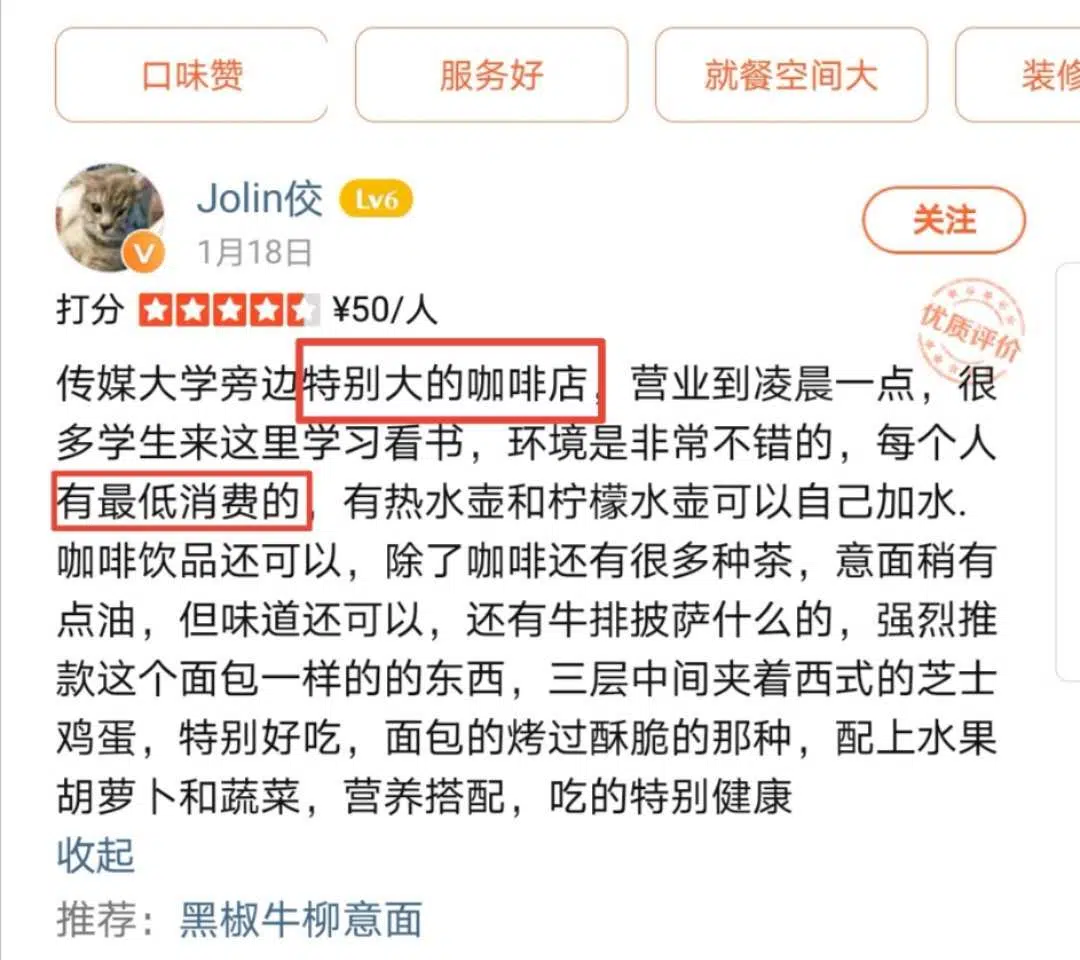 口味赞
服务好
就餐空间大
装修
Jolin佼
Lv6
V
1月18日
关注
打分
¥50/人
优质评价
传媒大学旁边特别大的咖啡店，营业到凌晨一点，很
多学生来这里学习看书，环境是非常不错的，每个人
有最低消费的，有热水壶和柠檬水壶可以自己加水.
咖啡饮品还可以，除了咖啡还有很多种茶，意面稍有
点油，但味道还可以，还有牛排披萨什么的，强烈推
款这个面包一样的的东西，三层中间夹着西式的芝士
鸡蛋，特别好吃，面包的烤过酥脆的那种，配上水果
胡萝卜和蔬菜，营养搭配，吃的特别健康
收起
推荐：黑椒牛柳意面